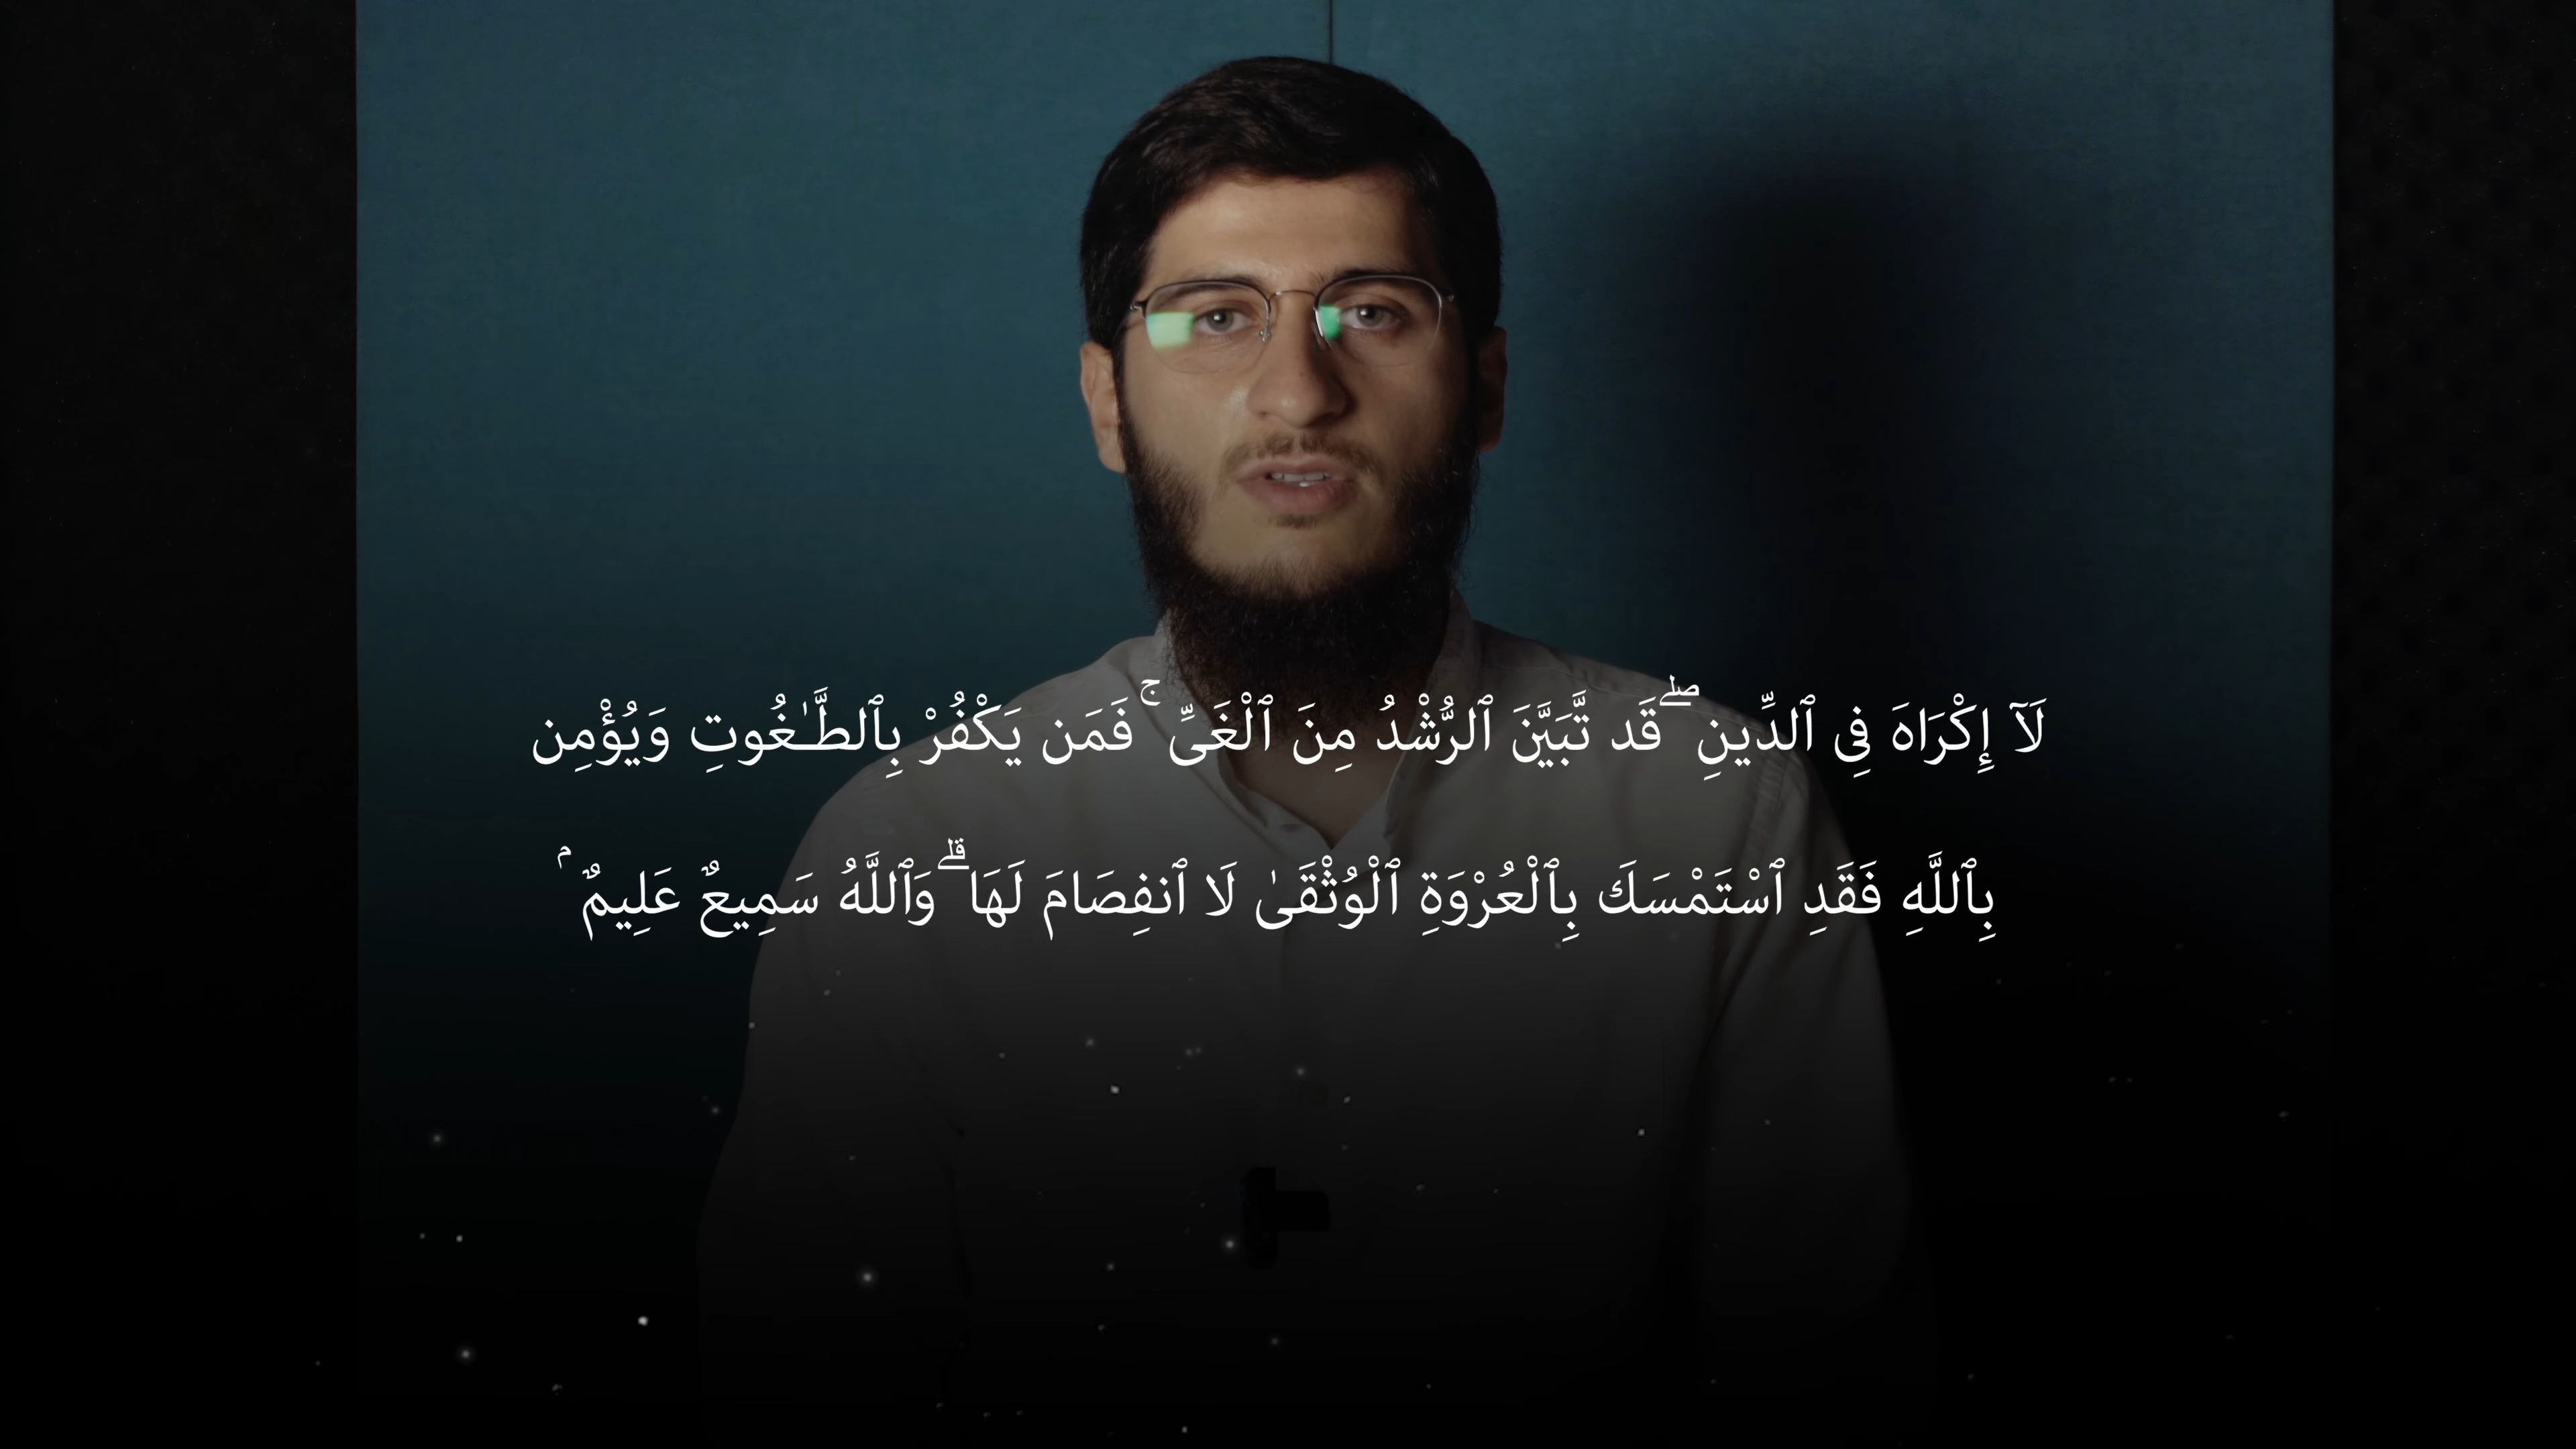 لَآ إِكْرَاهَ فِى ٱلدِّينِ ۖ قَد تَّبَيَّنَ ٱلرُّشْدُ مِنَ ٱلْغَىِّ ۚ فَمَن يَكْفُرْ بِٱلطَّـٰغُوتِ وَيُؤْمِن
بِٱللَّهِ فَقَدِ ٱسْتَمْسَكَ بِٱلْعُرْوَةِ ٱلْوُثْقَىٰ لَا ٱنفِصَامَ لَهَا ۗ وَٱللَّهُ سَمِيعٌ عَلِيمٌ ۢ